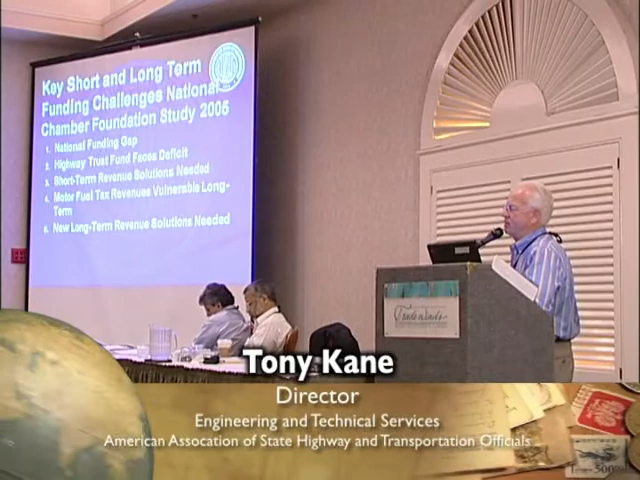 Key Short and Long Term
Funding Challenges National
Chamber Foundation Study 2005
1. National Funding Gap
2. Highway Trust Fund Faces Deficit
3. Short-Term Revenue Solutions Needed
4. Motor Fuel Tax Revenues Vulnerable Long-
Term
5. New Long-Term Revenue Solutions Needed
Tradewinds
Tony Kane
Director
Engineering and Technical Services
American Assocation of State Highway and Transportation Officials